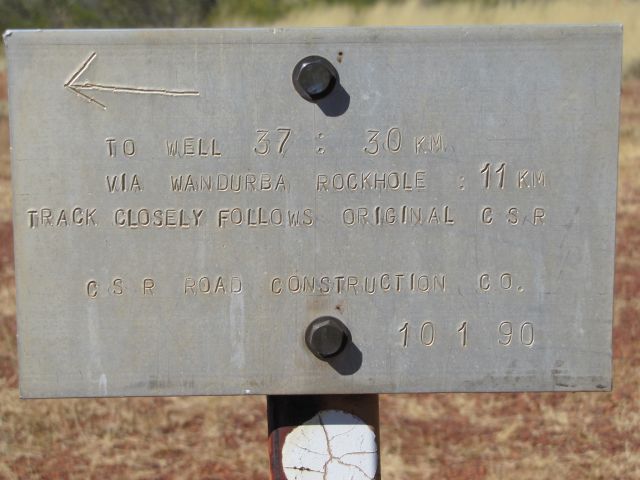 TO WELL 37 : 30 KM
VIA WANDURBA ROCKHOLE : 11 KM
TRACK CLOSELY FOLLOWS ORIGINAL C S R
C S R ROAD CONSTRUCTION CO.
10 1 90